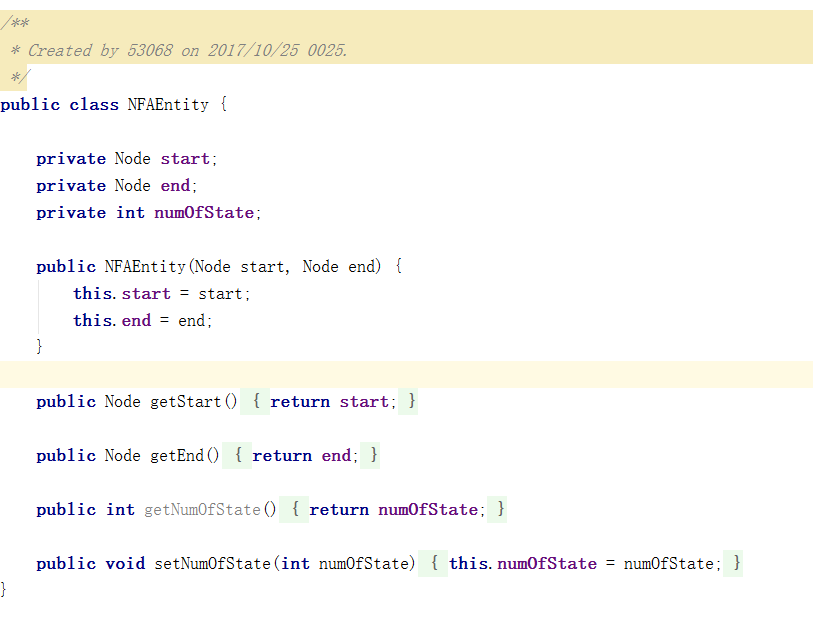 /**
 * Created by 53068 on 2017/10/25 0025.
 */
public class NFAEntity {
    private Node start;
    private Node end;
    private int numOfState;
    public NFAEntity(Node start, Node end) {
        this.start = start;
        this.end = end;
    }
    public Node getStart() { return start; }
    public Node getEnd() { return end; }
    public int getNumOfState() { return numOfState; }
    public void setNumOfState(int numOfState) { this.numOfState = numOfState; }
}